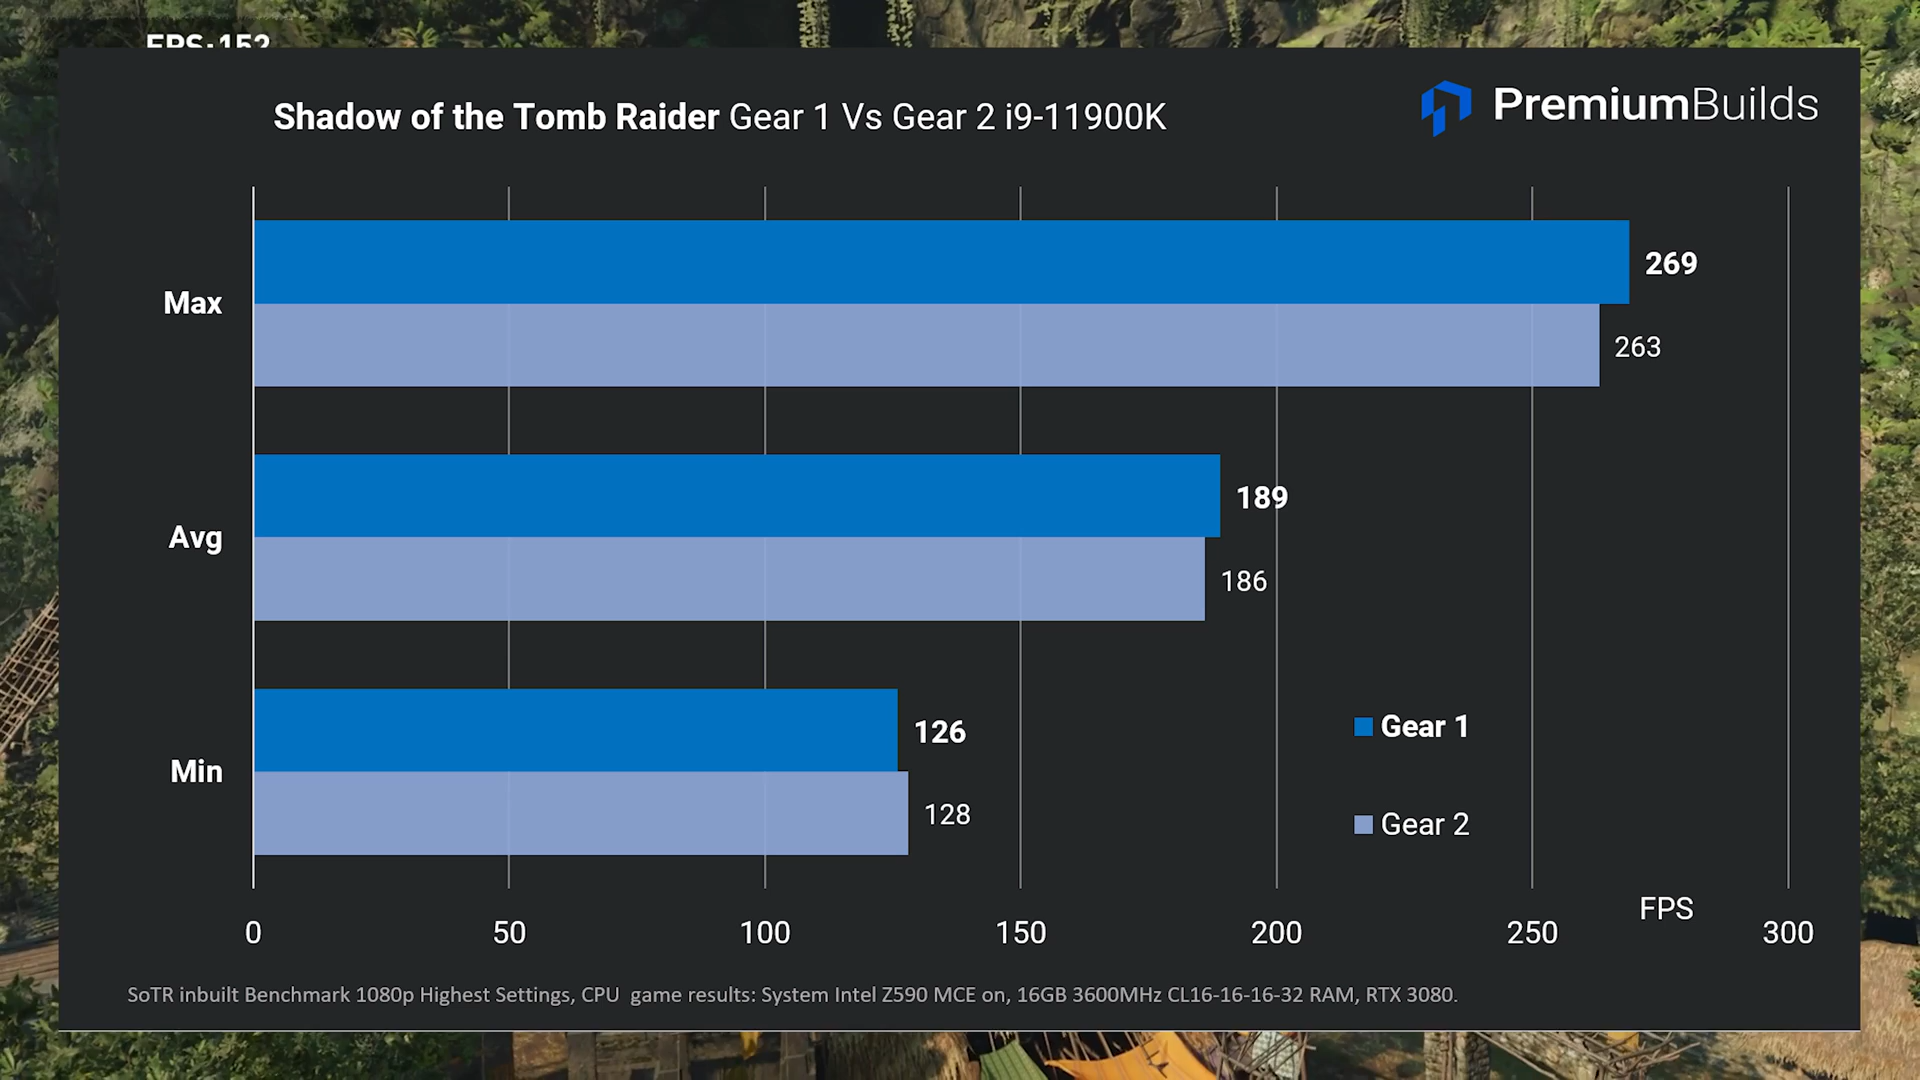 FPS:152
Shadow of the Tomb Raider Gear 1 Vs Gear 2 i9-11900K
PremiumBuilds
Max
269
263
Avg
189
186
Min
126
128
Gear 1
Gear 2
FPS
0 50 100 150 200 250 300
SoTR inbuilt Benchmark 1080p Highest Settings, CPU game results: System Intel Z590 MCE on, 16GB 3600MHz CL16-16-16-32 RAM, RTX 3080.